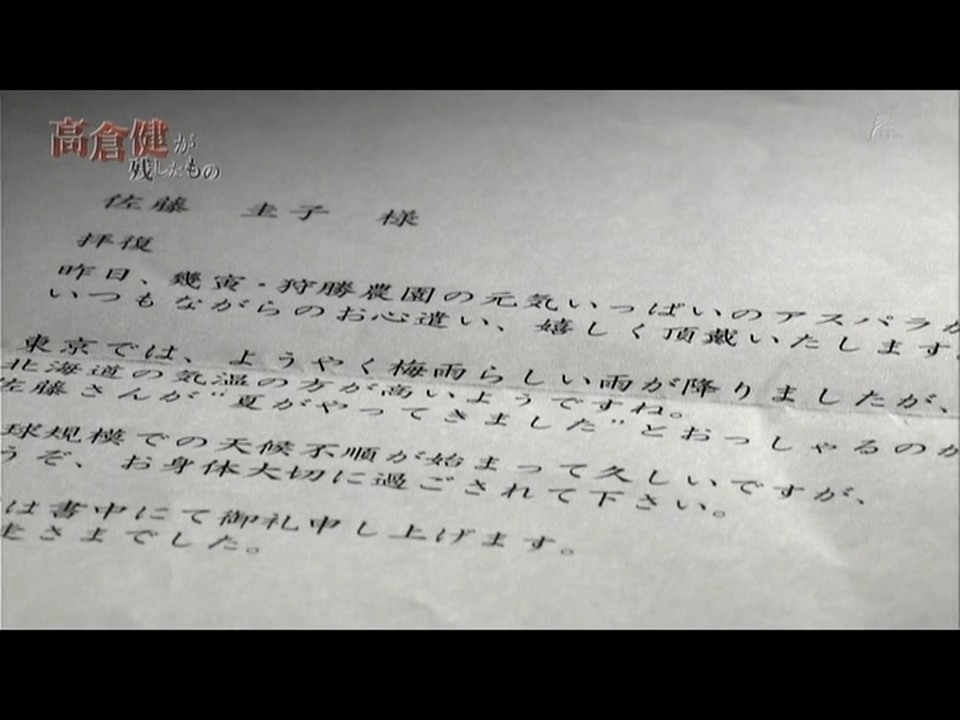 高倉健が
残したもの
佐藤 圭子 様
拝復
昨日、幾寅・狩勝農園の元気いっぱいのアスパラが
いつもながらのお心遣い、嬉しく頂戴いたします。
東京では、ようやく梅雨らしい雨が降りましたが、
北海道の気温の方が高いようですね。
佐藤さんが“夏がやってきました”とおっしゃるのが
球規模での天候不順が始まって久しいですが、
うぞ、お身体大切に過ごされて下さい。
は書中にて御礼申し上げます。
走さまでした。